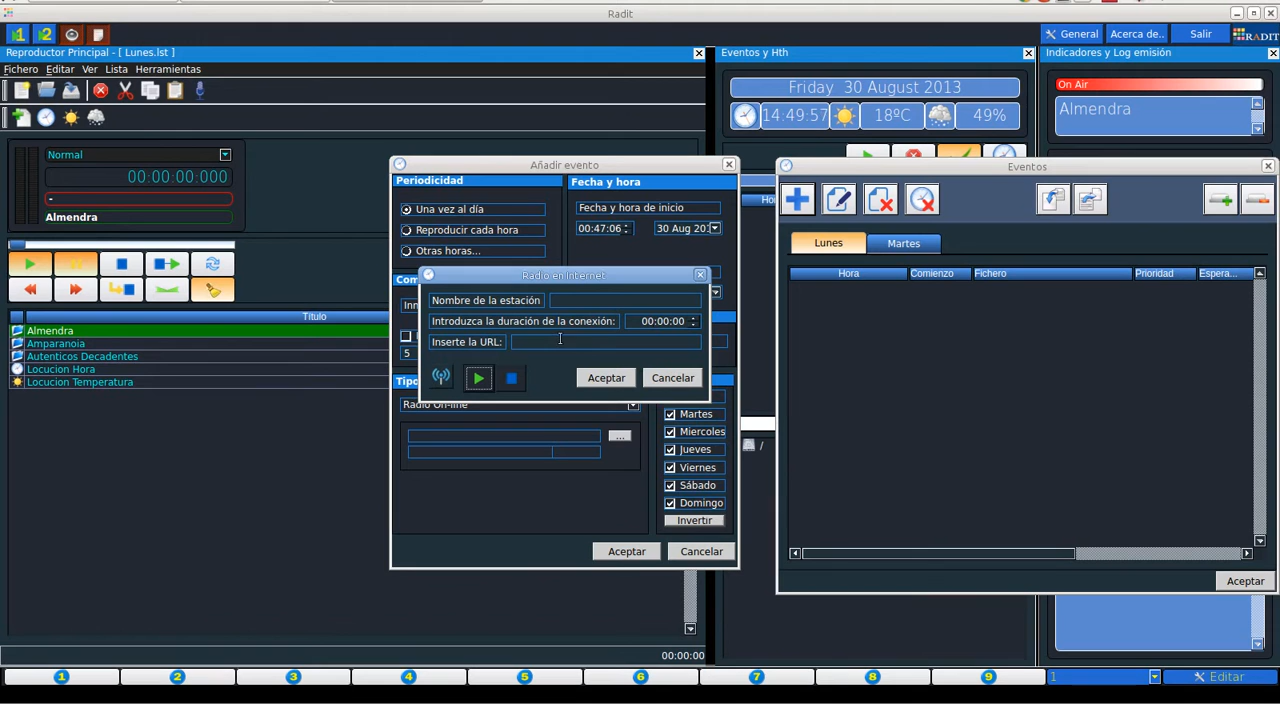 Radit
1 2
General Acerca de.. Salir RADIT
Reproductor Principal - [ Lunes.lst ]
Fichero Editar Ver Lista Herramientas
Normal
00:00:00:000
-
Almendra
Título
Almendra
Amparanoia
Autenticos Decadentes
Locucion Hora
Locucion Temperatura
00:00:00
Eventos y Hth
Friday 30 August 2013
14:49:57 18ºC 49%
Indicadores y Log emisión
On Air
Almendra
Añadir evento
Periodicidad
Una vez al día
Reproducir cada hora
Otras horas...
Fecha y hora
Fecha y hora de inicio
00:47:06 30 Aug 201
Radio en Internet
Nombre de la estación
Introduzca la duración de la conexión: 00:00:00
Inserte la URL:
Aceptar Cancelar
5
Radio On-line
...
Martes
Miercoles
Jueves
Viernes
Sábado
Domingo
Invertir
Aceptar Cancelar
/
Eventos
Lunes Martes
Hora Comienzo Fichero Prioridad Espera...
Aceptar
1 2 3 4 5 6 7 8 9 1 Editar